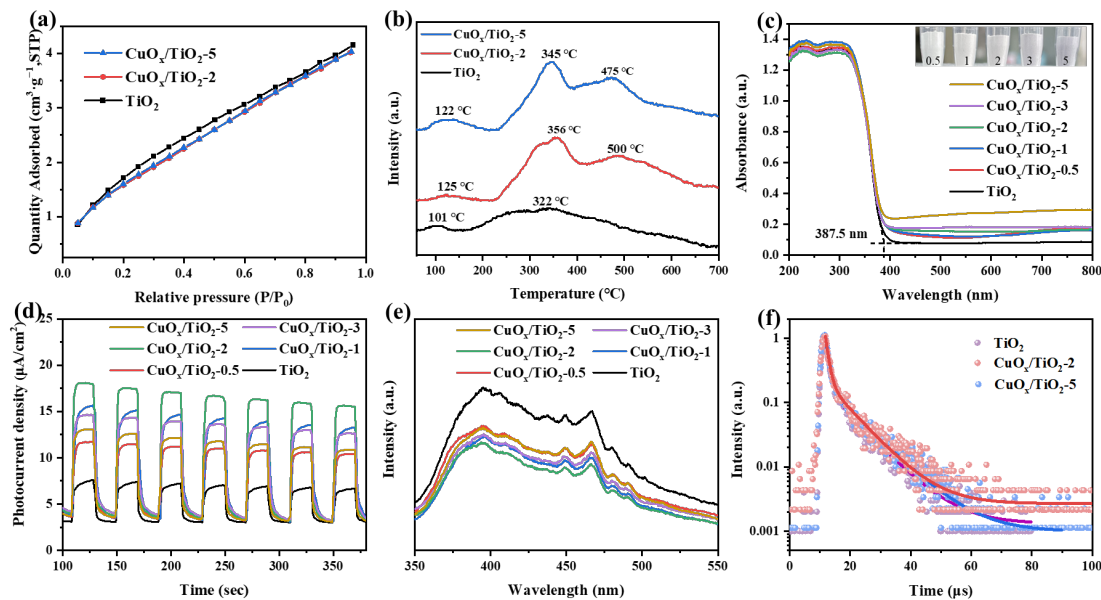 (a)
CuOₓ/TiO₂-5
CuOₓ/TiO₂-2
TiO₂
Quantity Adsorbed (cm³·g⁻¹,STP)
4
3
2
1
0.0 0.2 0.4 0.6 0.8 1.0
Relative pressure (P/P₀)
(b)
CuOₓ/TiO₂-5
CuOₓ/TiO₂-2
TiO₂
345 °C
475 °C
122 °C
356 °C
500 °C
125 °C
322 °C
101 °C
Intensity (a.u.)
100 200 300 400 500 600 700
Temperature (°C)
(c)
0.5 1 2 3 5
CuOₓ/TiO₂-5
CuOₓ/TiO₂-3
CuOₓ/TiO₂-2
CuOₓ/TiO₂-1
CuOₓ/TiO₂-0.5
TiO₂
387.5 nm
Absorbance (a.u.)
1.6
1.4
1.2
1.0
0.8
0.6
0.4
0.2
0.0
200 300 400 500 600 700 800
Wavelength (nm)
(d)
CuOₓ/TiO₂-5 CuOₓ/TiO₂-3
CuOₓ/TiO₂-2 CuOₓ/TiO₂-1
CuOₓ/TiO₂-0.5 TiO₂
Photocurrent density (µA/cm²)
25
20
15
10
5
0
100 150 200 250 300 350
Time (sec)
(e)
CuOₓ/TiO₂-5 CuOₓ/TiO₂-3
CuOₓ/TiO₂-2 CuOₓ/TiO₂-1
CuOₓ/TiO₂-0.5 TiO₂
Intensity (a.u.)
350 400 450 500 550
Wavelength (nm)
(f)
TiO₂
CuOₓ/TiO₂-2
CuOₓ/TiO₂-5
Intensity (a.u.)
1
0.1
0.01
0.001
0 20 40 60 80 100
Time (µs)